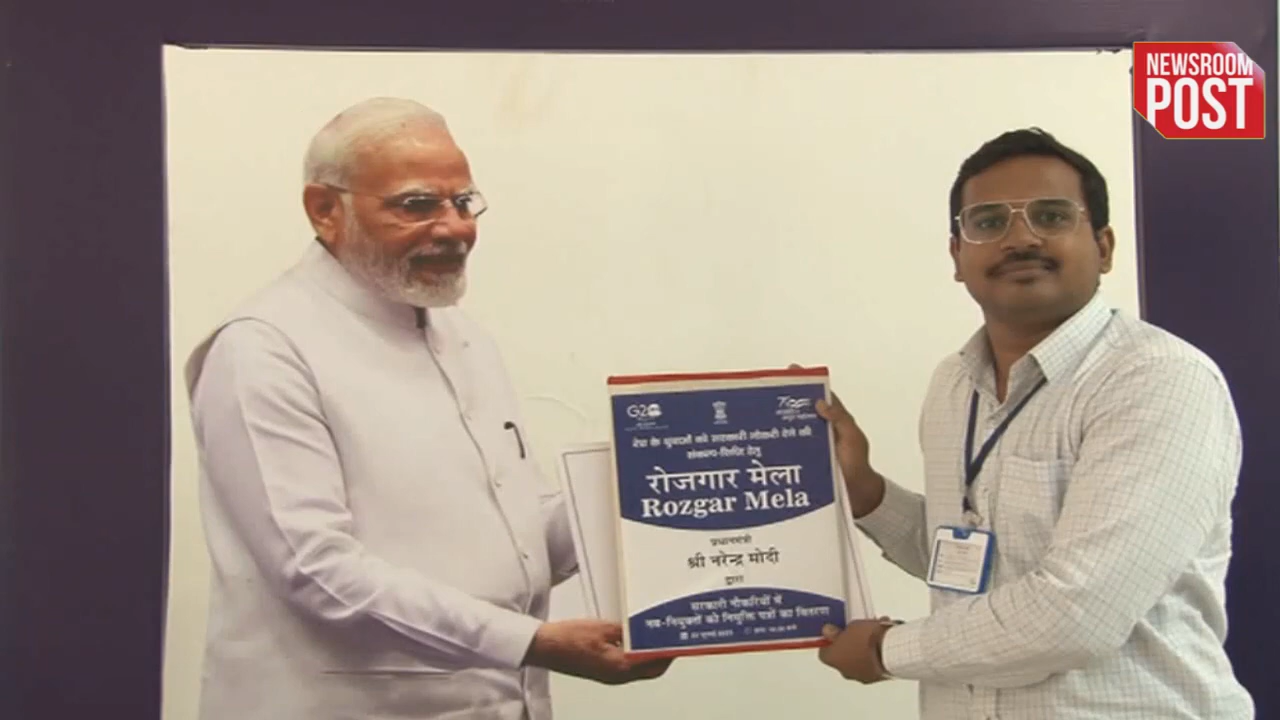 NEWSROOM
POST
G20
देश के युवाओं को सरकारी नौकरी देने की
संकल्प-सिद्धि हेतु
रोजगार मेला
Rozgar Mela
प्रधानमंत्री
श्री नरेन्द्र मोदी
द्वारा
सरकारी नौकरियों में
नव-नियुक्तों को नियुक्ति पत्रों का वितरण